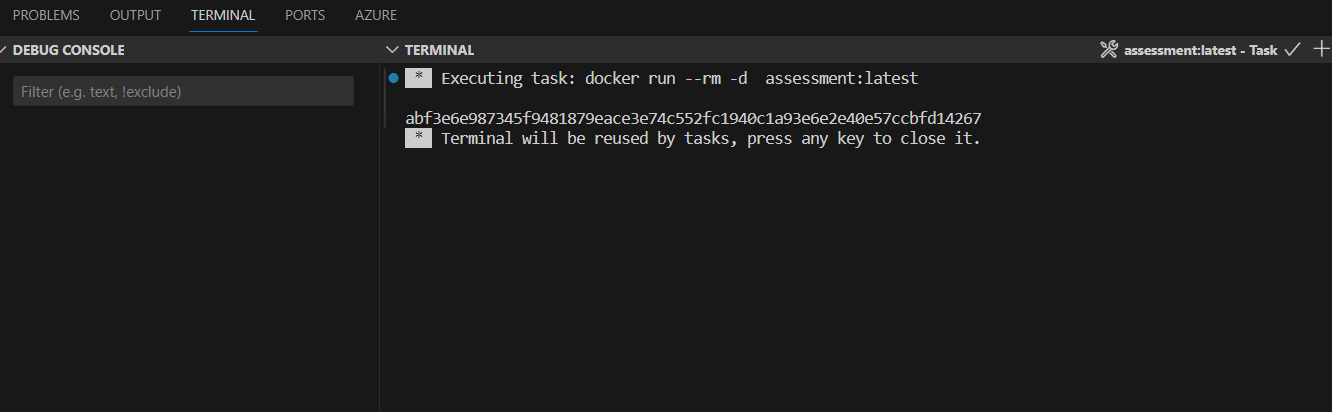 PROBLEMS OUTPUT TERMINAL PORTS AZURE
DEBUG CONSOLE
Filter (e.g. text, !exclude)
TERMINAL
assessment:latest - Task
* Executing task: docker run --rm -d  assessment:latest
abf3e6e987345f9481879eace3e74c552fc1940c1a93e6e2e40e57ccbfd14267
* Terminal will be reused by tasks, press any key to close it.